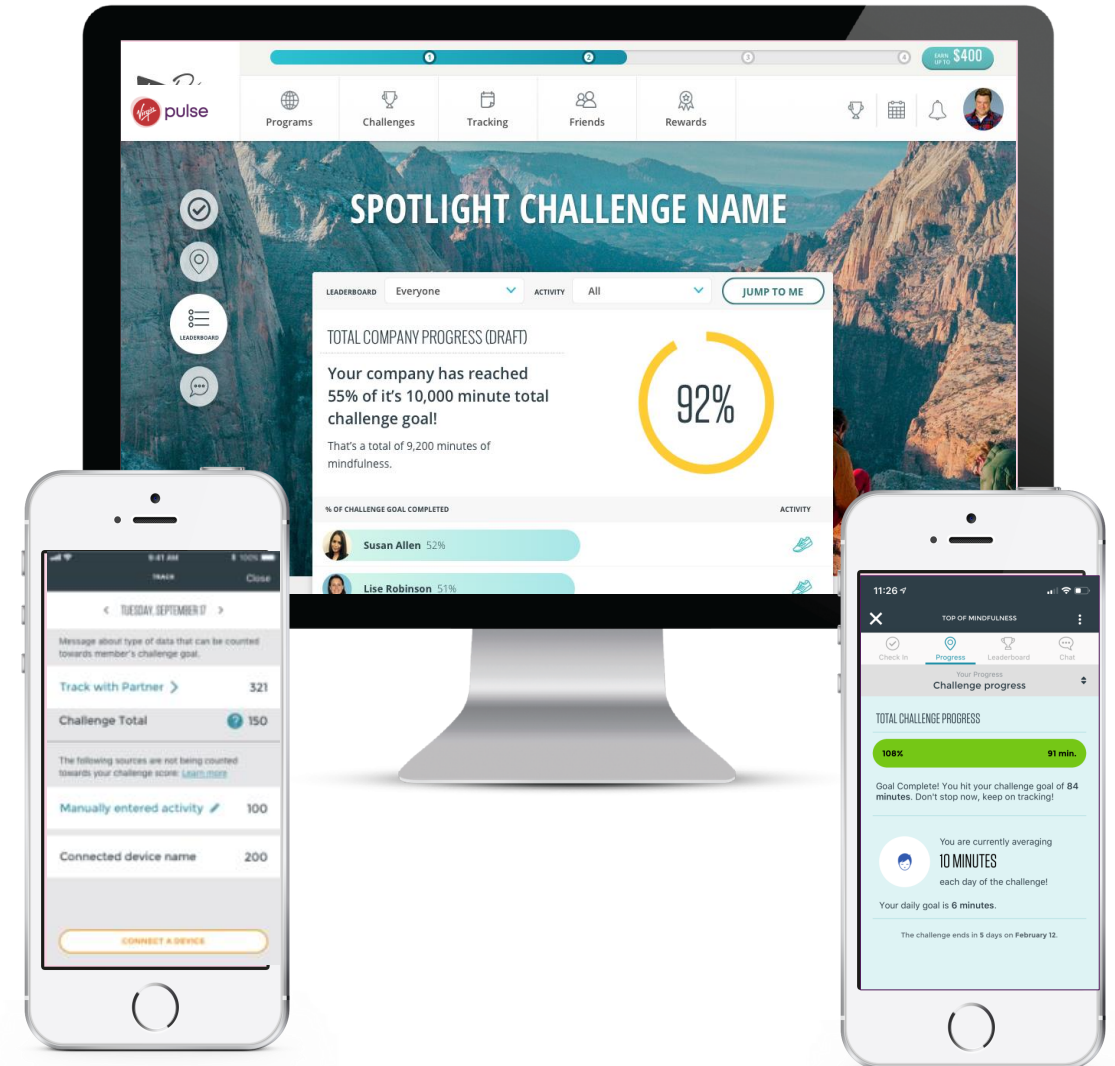 1
2
3
4
EARN UP TO $400
Virgin pulse
Programs
Challenges
Tracking
Friends
Rewards
SPOTLIGHT CHALLENGE NAME
LEADERBOARD
LEADERBOARD Everyone ACTIVITY All JUMP TO ME
TOTAL COMPANY PROGRESS (DRAFT)
Your company has reached
55% of it's 10,000 minute total
challenge goal!
That's a total of 9,200 minutes of
mindfulness.
92%
% OF CHALLENGE GOAL COMPLETED ACTIVITY
Susan Allen 52%
Lise Robinson 51%
9:41 AM 100%
TRACK Close
< TUESDAY, SEPTEMBER 17 >
Message about type of data that can be counted
towards member's challenge goal.
Track with Partner > 321
Challenge Total ? 150
The following sources are not being counted
towards your challenge score: Learn more
Manually entered activity 100
Connected device name 200
CONNECT A DEVICE
11:26
TOP OF MINDFULNESS
Check In Progress Leaderboard Chat
Your Progress
Challenge progress
TOTAL CHALLENGE PROGRESS
108% 91 min.
Goal Complete! You hit your challenge goal of 84
minutes. Don't stop now, keep on tracking!
You are currently averaging
10 MINUTES
each day of the challenge!
Your daily goal is 6 minutes.
The challenge ends in 5 days on February 12.